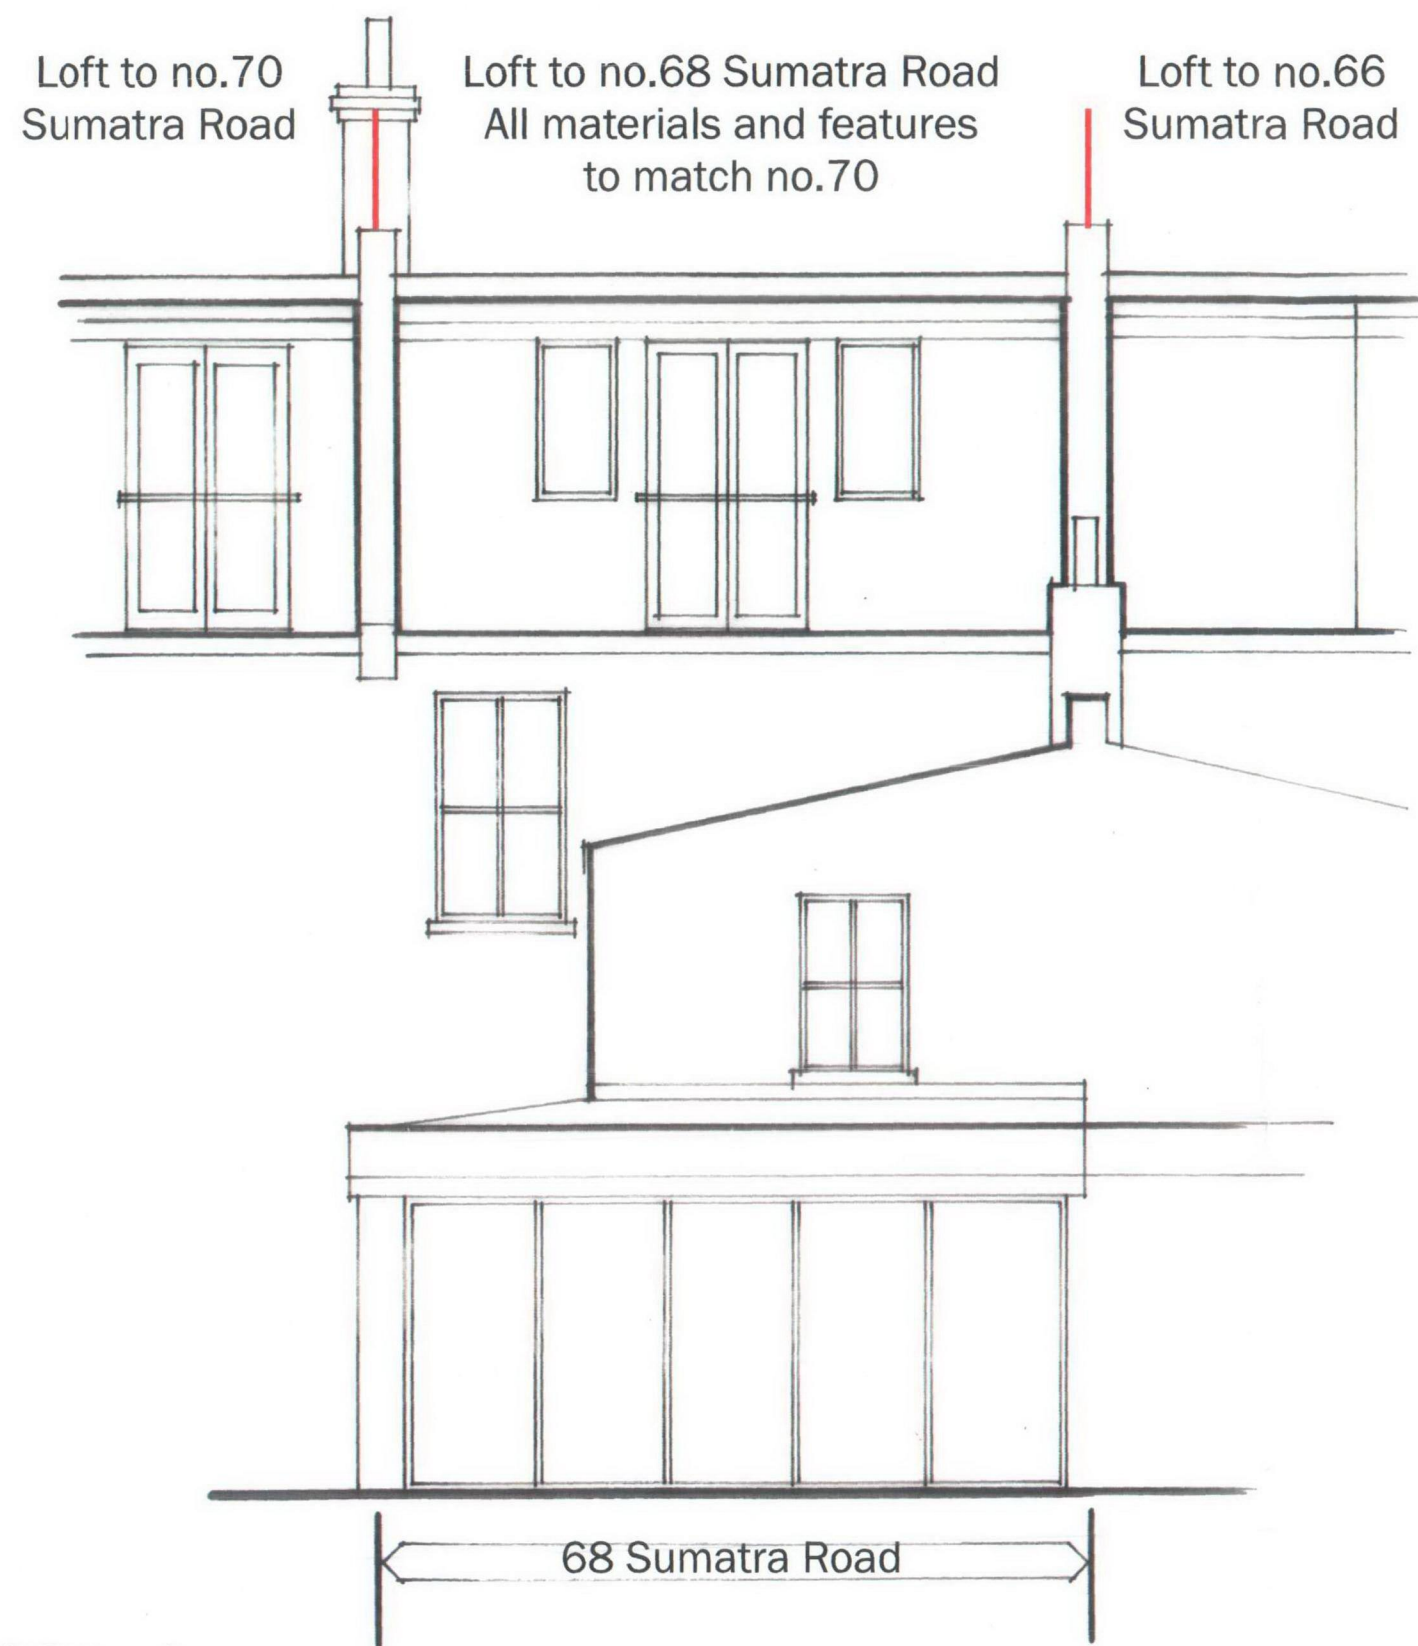 Loft to no.70
Sumatra Road
Loft to no.68 Sumatra Road
All materials and features
to match no.70
Loft to no.66
Sumatra Road
68 Sumatra Road